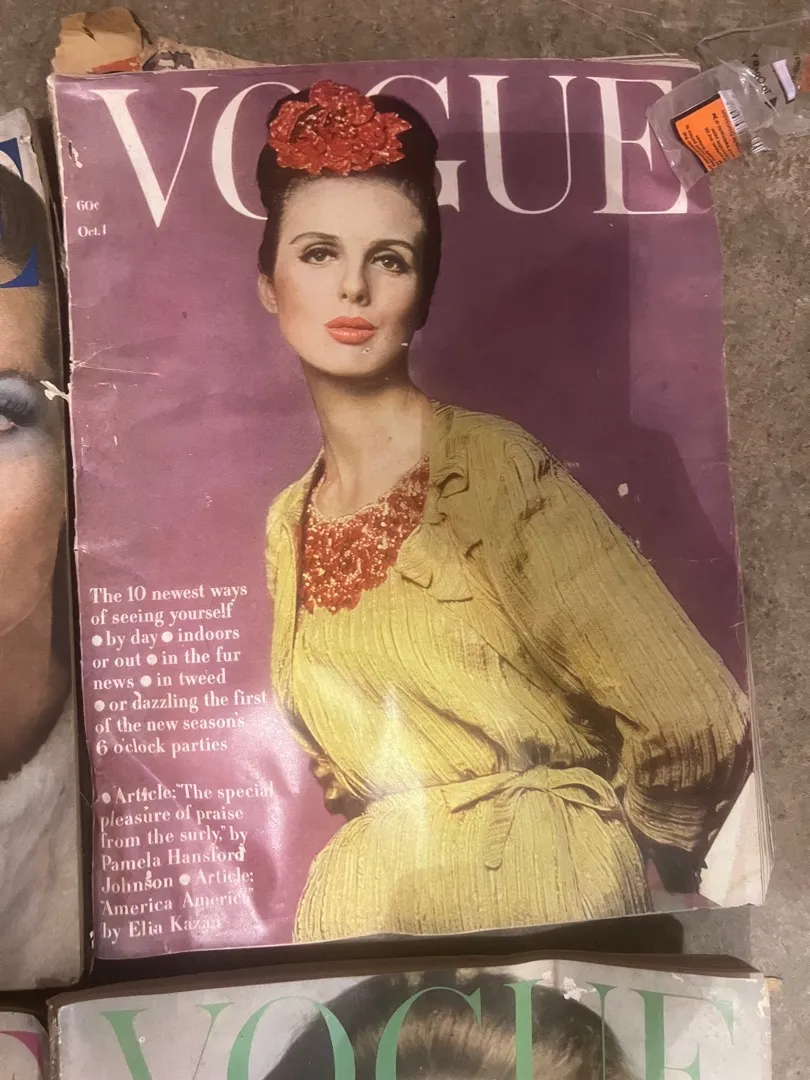 VOGUE
60¢
Oct. 1
The 10 newest ways
of seeing yourself
● by day ● indoors
or out ● in the fur
news ● in tweed
● or dazzling the first
of the new season's
6 o'clock parties
● Article: "The special
pleasure of praise
from the surly," by
Pamela Hansford
Johnson ● Article:
"America America"
by Elia Kazan
E
VOGUE